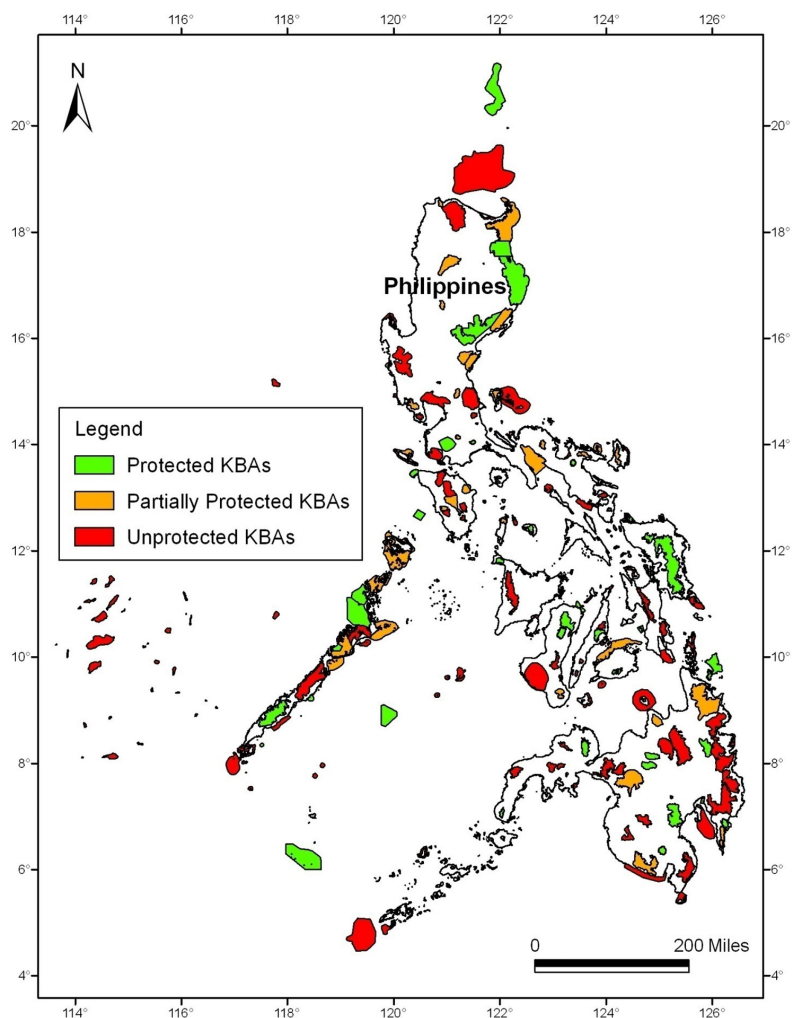 114° 116° 118° 120° 122° 124° 126°
N
20° 20°
18° 18°
Philippines
16° 16°
Legend
14° 14°
Protected KBAs
Partially Protected KBAs
Unprotected KBAs
12° 12°
10° 10°
8° 8°
6° 6°
0 200 Miles
4° 4°
114° 116° 118° 120° 122° 124° 126°